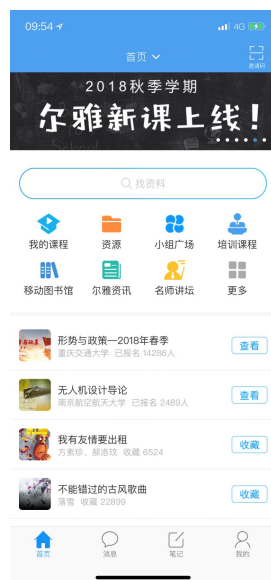 09:54
4G
首页
邀请码
2018秋季学期
尔雅新课上线!
找资料
我的课程 资源 小组广场 培训课程
移动图书馆 尔雅资讯 名师讲坛 更多
形势与政策—2018年春季
重庆交通大学 已报名 14286人
查看
无人机设计导论
南京航空航天大学 已报名 2489人
查看
我有友情要出租
方素珍、郝洛玟 收藏 6524
收藏
不能错过的古风歌曲
落雪 收藏 22899
收藏
首页 消息 笔记 我的